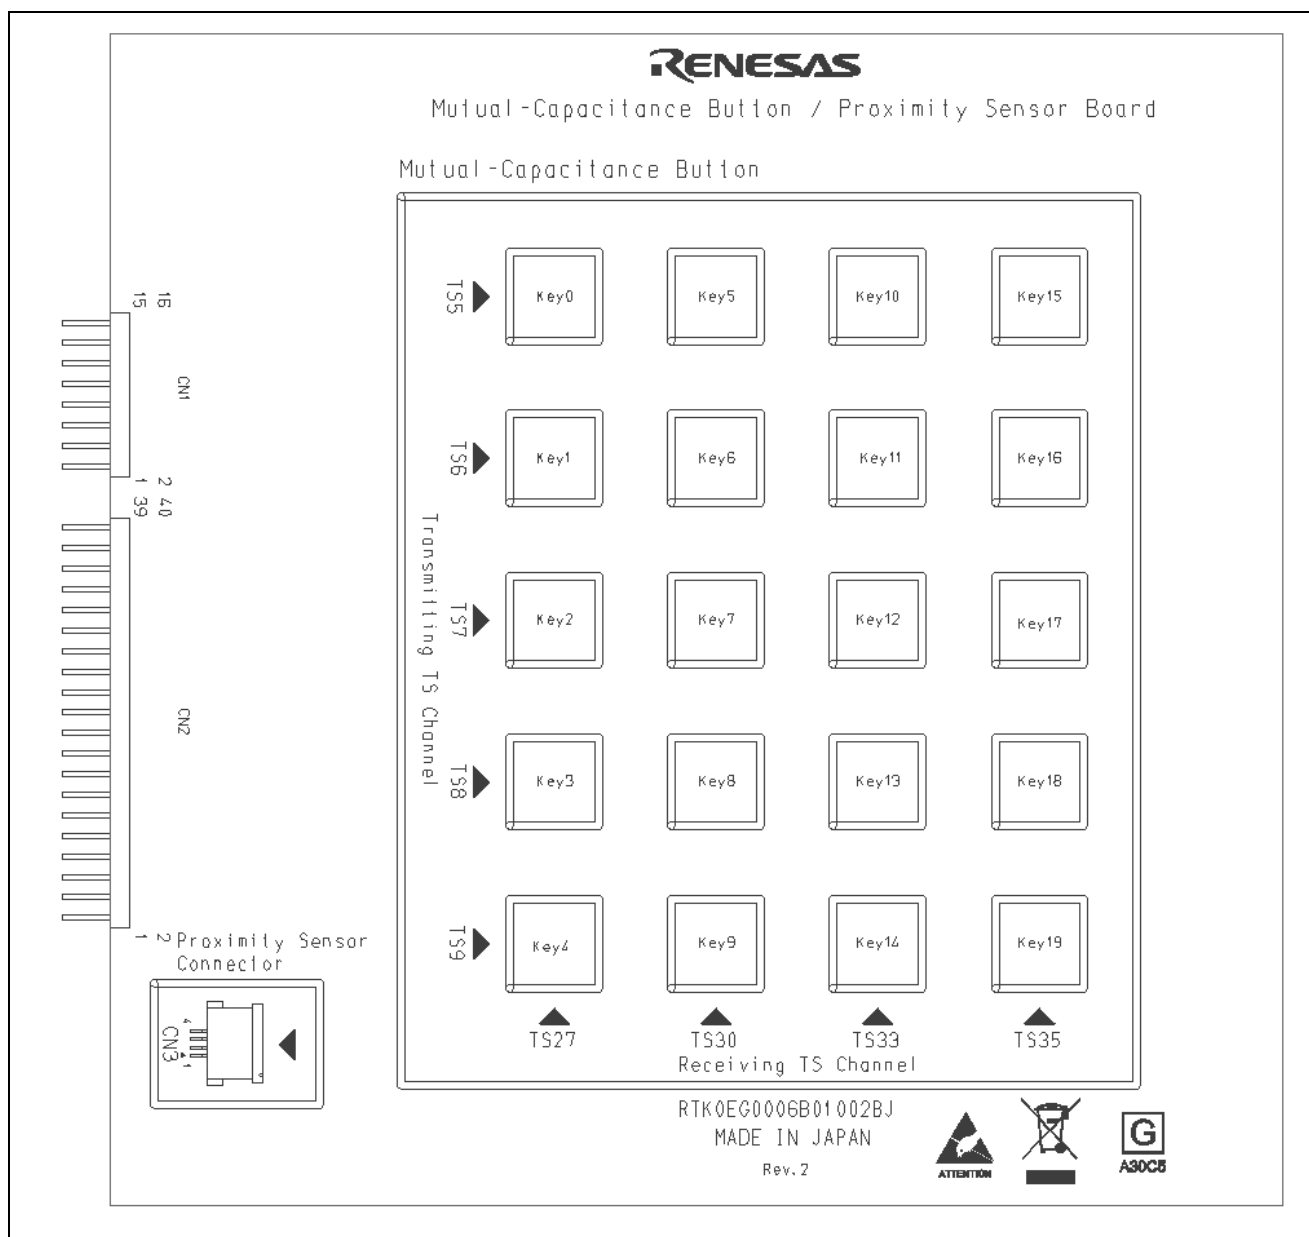 RENESAS
Mutual-Capacitance Button / Proximity Sensor Board
Mutual-Capacitance Button
TS5
Key0
Key5
Key10
Key15
15
16
CN1
1
2
TS6
Key1
Key6
Key11
Key16
39
40
Transmitting TS Channel
TS7
Key2
Key7
Key12
Key17
CN2
TS8
Key3
Key8
Key13
Key18
TS9
Key4
Key9
Key14
Key19
1
2
Proximity Sensor
Connector
4
CN3
1
TS27
TS30
TS33
TS35
Receiving TS Channel
RTK0EG0006B01002BJ
MADE IN JAPAN
Rev.2
ATTENTION
G
A30C5